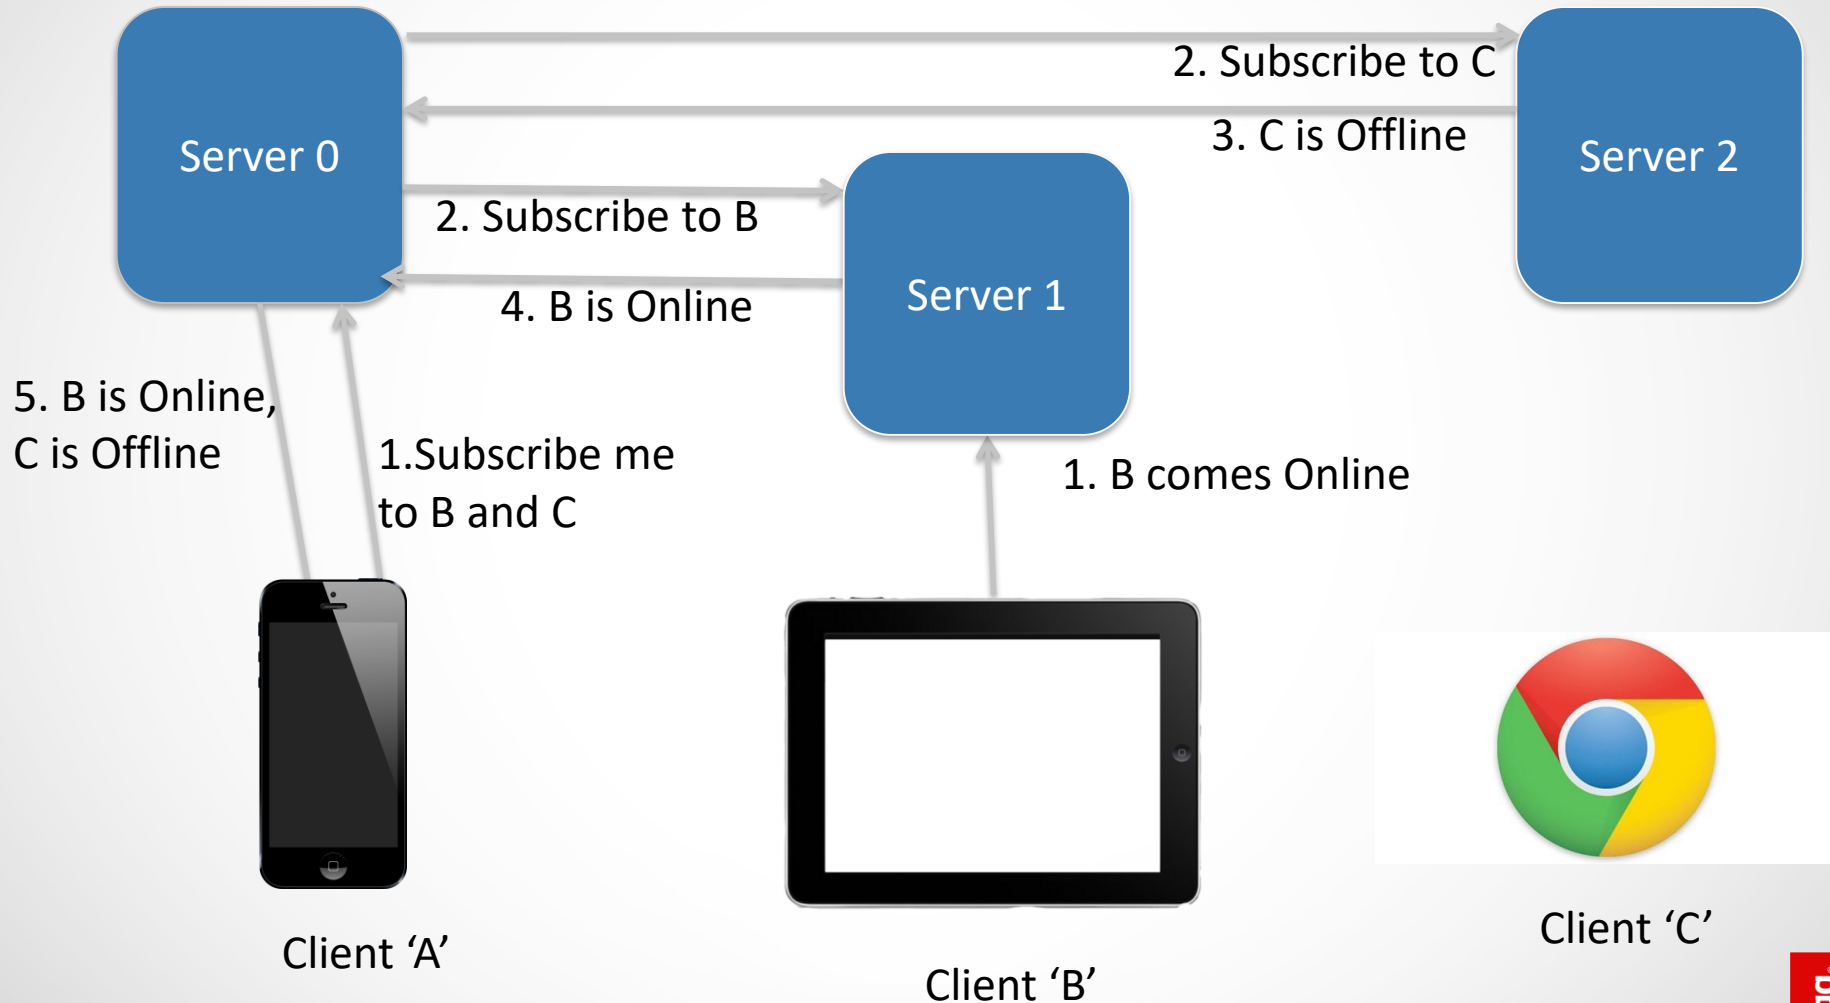 2. Subscribe to C
3. C is Offline
Server 0
Server 2
2. Subscribe to B
4. B is Online
Server 1
5. B is Online,
C is Offline
1.Subscribe me
to B and C
1. B comes Online
Client ‘A’
Client ‘B’
Client ‘C’